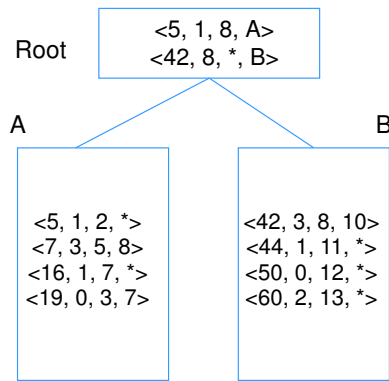 <5, 1, 8, A>
Root
<42, 8, *, B>
A
B
<5, 1, 2, *>
<7, 3, 5, 8>
<16, 1, 7, *>
<19, 0, 3, 7>
<42, 3, 8, 10>
<44, 1, 11, *>
<50, 0, 12, *>
<60, 2, 13, *>